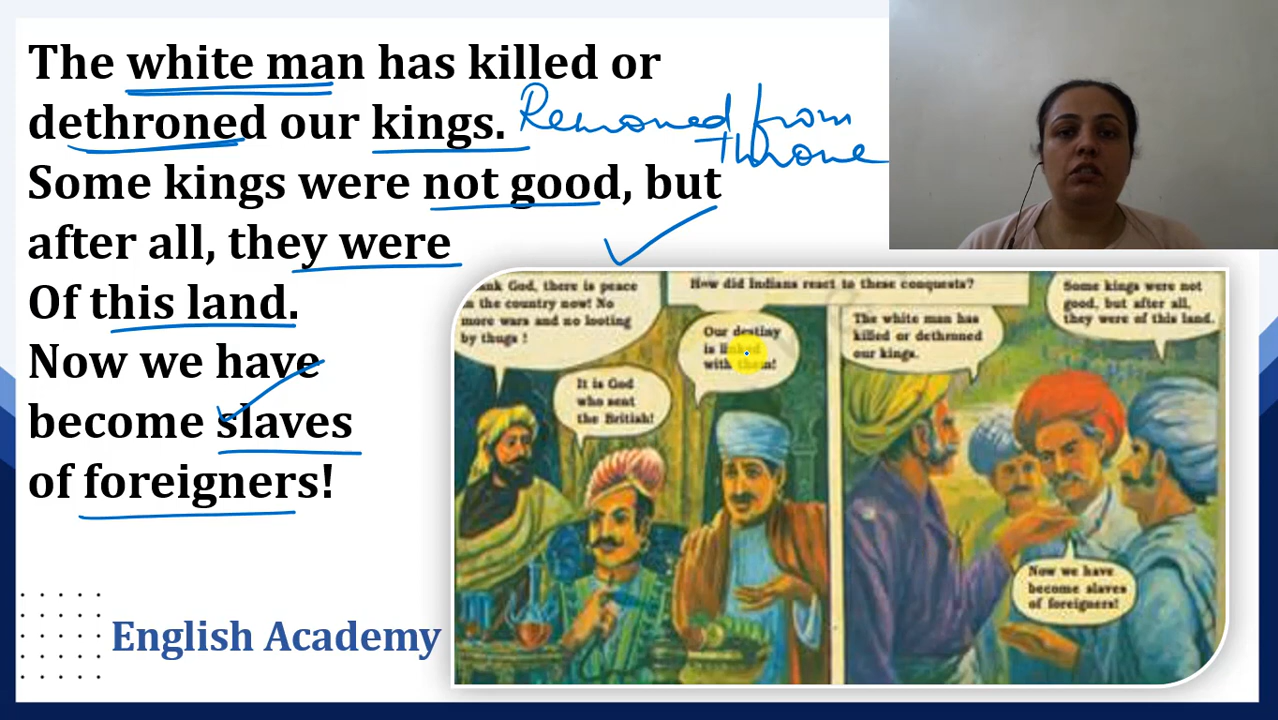 The white man has killed or
dethroned our kings.
Removed from
Throne
Some kings were not good, but
after all, they were
Of this land.
Now we have
become slaves
of foreigners!
English Academy
God, there is peace
the country now! No
more wars and no looting
by thugs !
It is God
who sent
the British!
How did Indians react to these conquests?
Our destiny
is linked
with them!
The white man has
killed or dethroned
our kings.
Some kings were not
good, but after all,
they were of this land.
Now we have
become slaves
of foreigners!